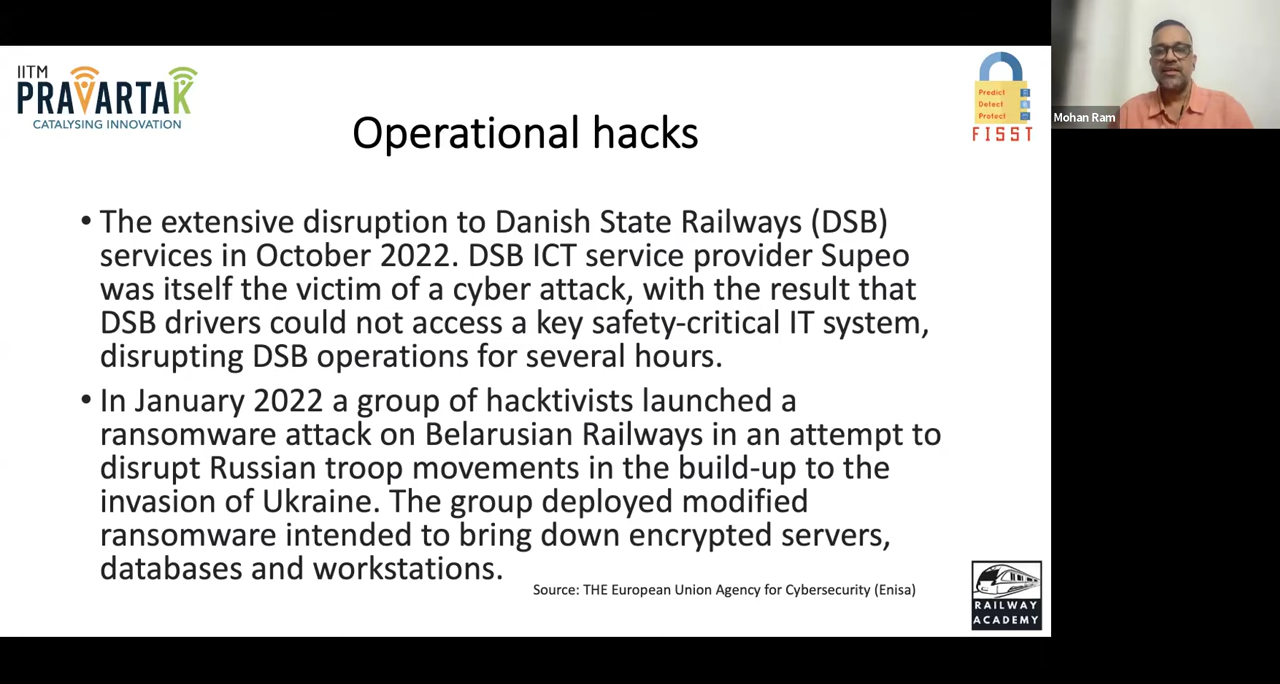 IITM
PRAVARTAK
CATALYSING INNOVATION
Operational hacks
Predict
Detect
Protect
FISST
Mohan Ram
• The extensive disruption to Danish State Railways (DSB)
services in October 2022. DSB ICT service provider Supeo
was itself the victim of a cyber attack, with the result that
DSB drivers could not access a key safety-critical IT system,
disrupting DSB operations for several hours.
• In January 2022 a group of hacktivists launched a
ransomware attack on Belarusian Railways in an attempt to
disrupt Russian troop movements in the build-up to the
invasion of Ukraine. The group deployed modified
ransomware intended to bring down encrypted servers,
databases and workstations.
Source: THE European Union Agency for Cybersecurity (Enisa)
RAILWAY
ACADEMY